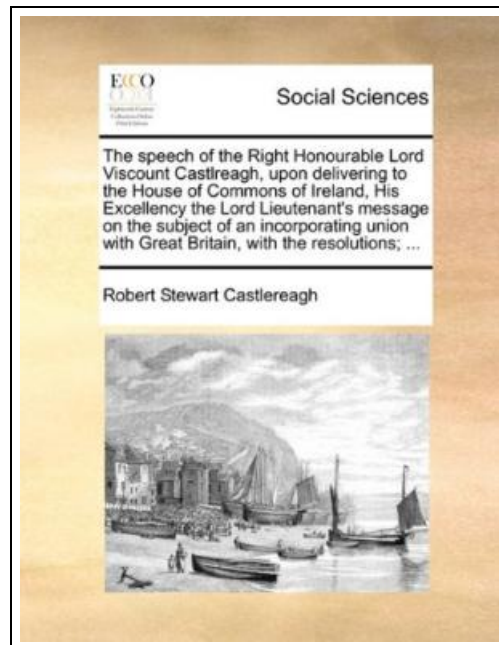 ECCO
Social Sciences
The speech of the Right Honourable Lord
Viscount Castlreagh, upon delivering to
the House of Commons of Ireland, His
Excellency the Lord Lieutenant's message
on the subject of an incorporating union
with Great Britain, with the resolutions; ...
Robert Stewart Castlereagh